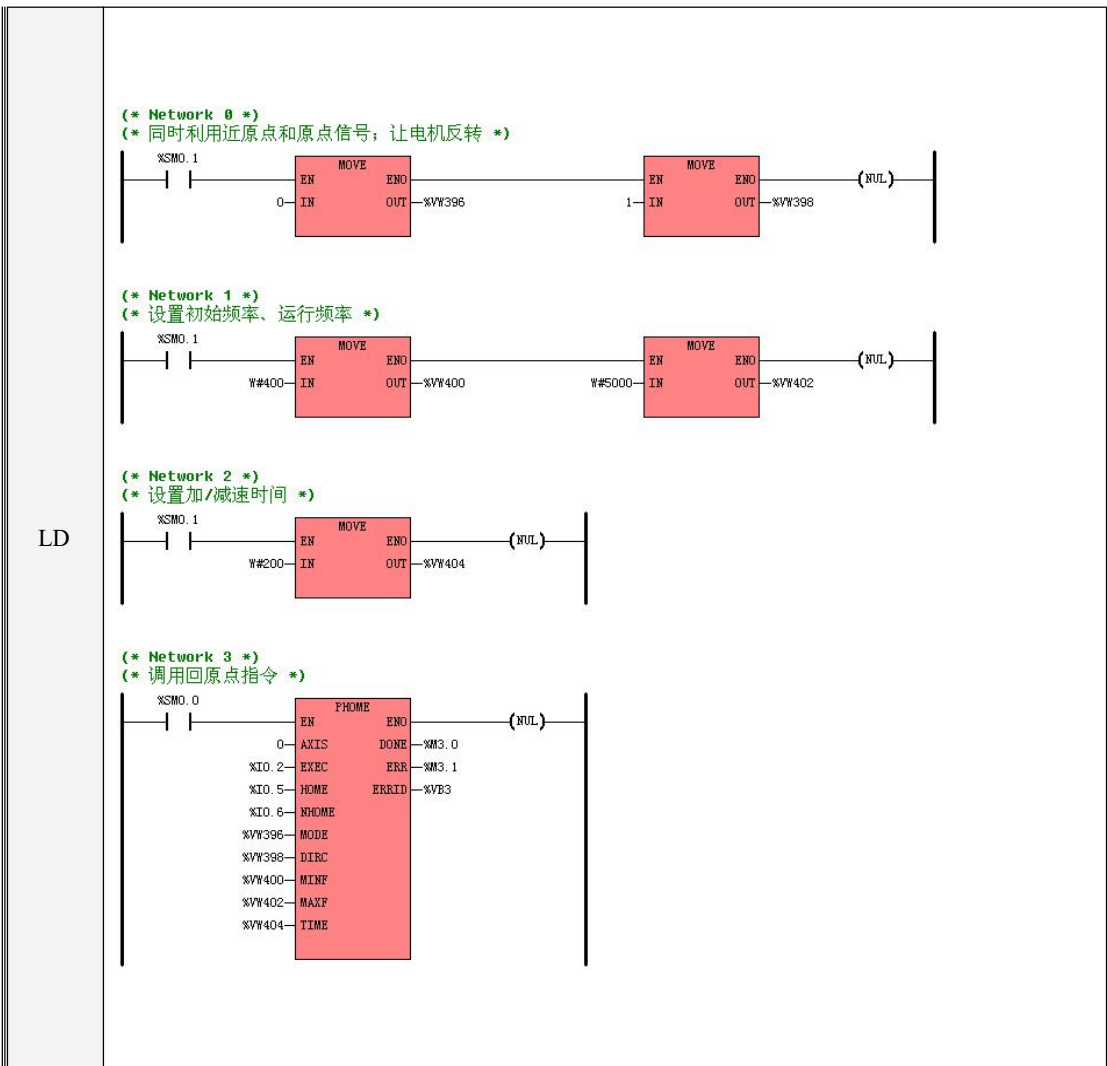 (* Network 0 *)
(* 同时利用近原点和原点信号；让电机反转 *)
%SM0.1
MOVE
MOVE
EN ENO
EN ENO
(NUL)
0 IN OUT %VW396
1 IN OUT %VW398
(* Network 1 *)
(* 设置初始频率、运行频率 *)
%SM0.1
MOVE
MOVE
EN ENO
EN ENO
(NUL)
W#400 IN OUT %VW400
W#5000 IN OUT %VW402
(* Network 2 *)
(* 设置加/减速时间 *)
LD
%SM0.1
MOVE
EN ENO
(NUL)
W#200 IN OUT %VW404
(* Network 3 *)
(* 调用回原点指令 *)
%SM0.0
PHOME
EN ENO
(NUL)
0 AXIS DONE %M3.0
%I0.2 EXEC ERR %M3.1
%I0.5 HOME ERRID %VB3
%I0.6 NHOME
%VW396 MODE
%VW398 DIRC
%VW400 MINF
%VW402 MAXF
%VW404 TIME